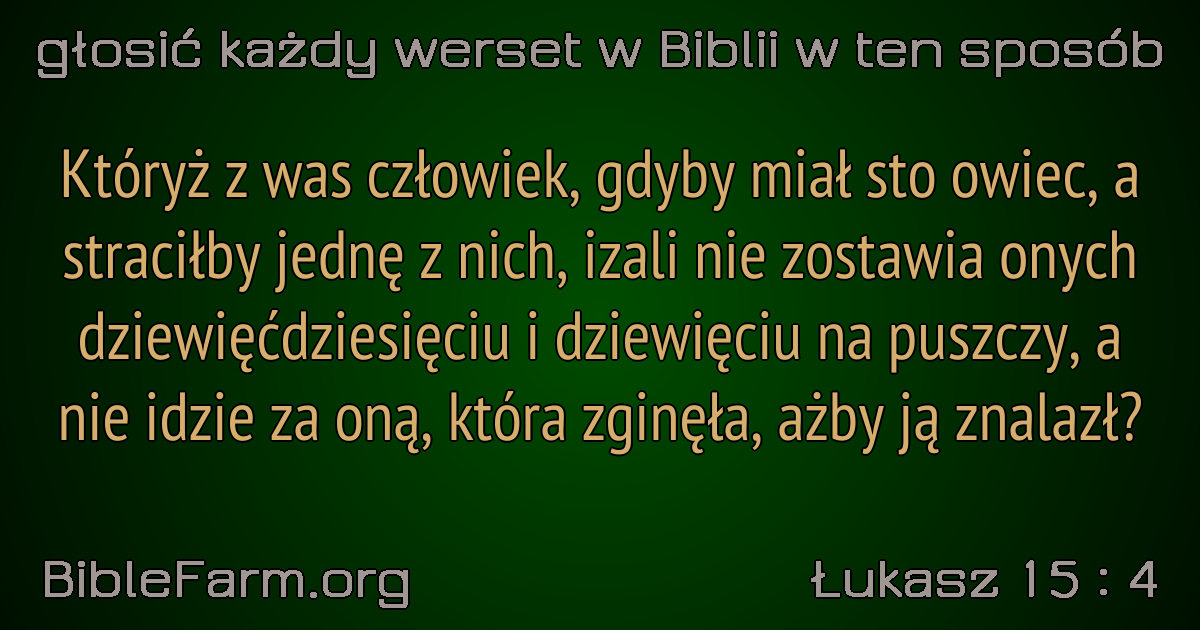 głosić każdy werset w Biblii w ten sposób
Któryż z was człowiek, gdyby miał sto owiec, a
straciłby jednę z nich, izali nie zostawia onych
dziewięćdziesięciu i dziewięciu na puszczy, a
nie idzie za oną, która zginęła, ażby ją znalazł?
BibleFarm.org
Łukasz 15 : 4